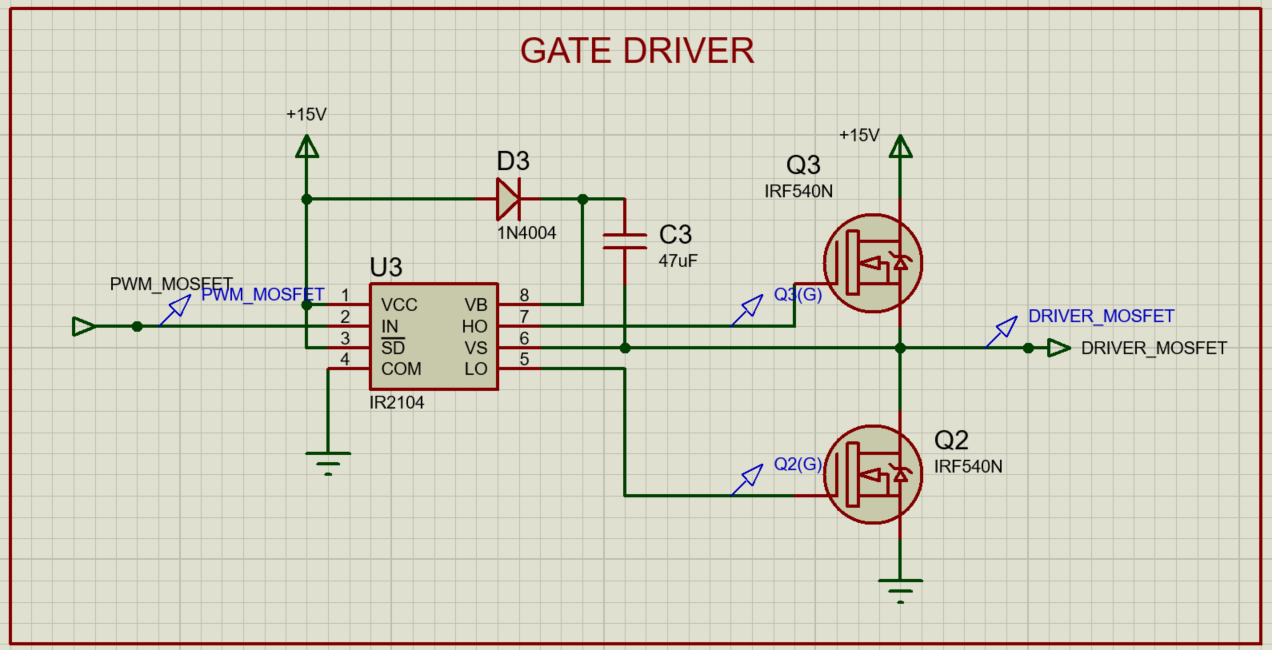 GATE DRIVER
+15V
+15V
D3
1N4004
Q3
IRF540N
C3
47uF
U3
PWM_MOSFET
PWM_MOSFET
1 VCC VB 8
2 IN HO 7
3 SD VS 6
4 COM LO 5
IR2104
Q3(G)
DRIVER_MOSFET
DRIVER_MOSFET
Q2(G)
Q2
IRF540N